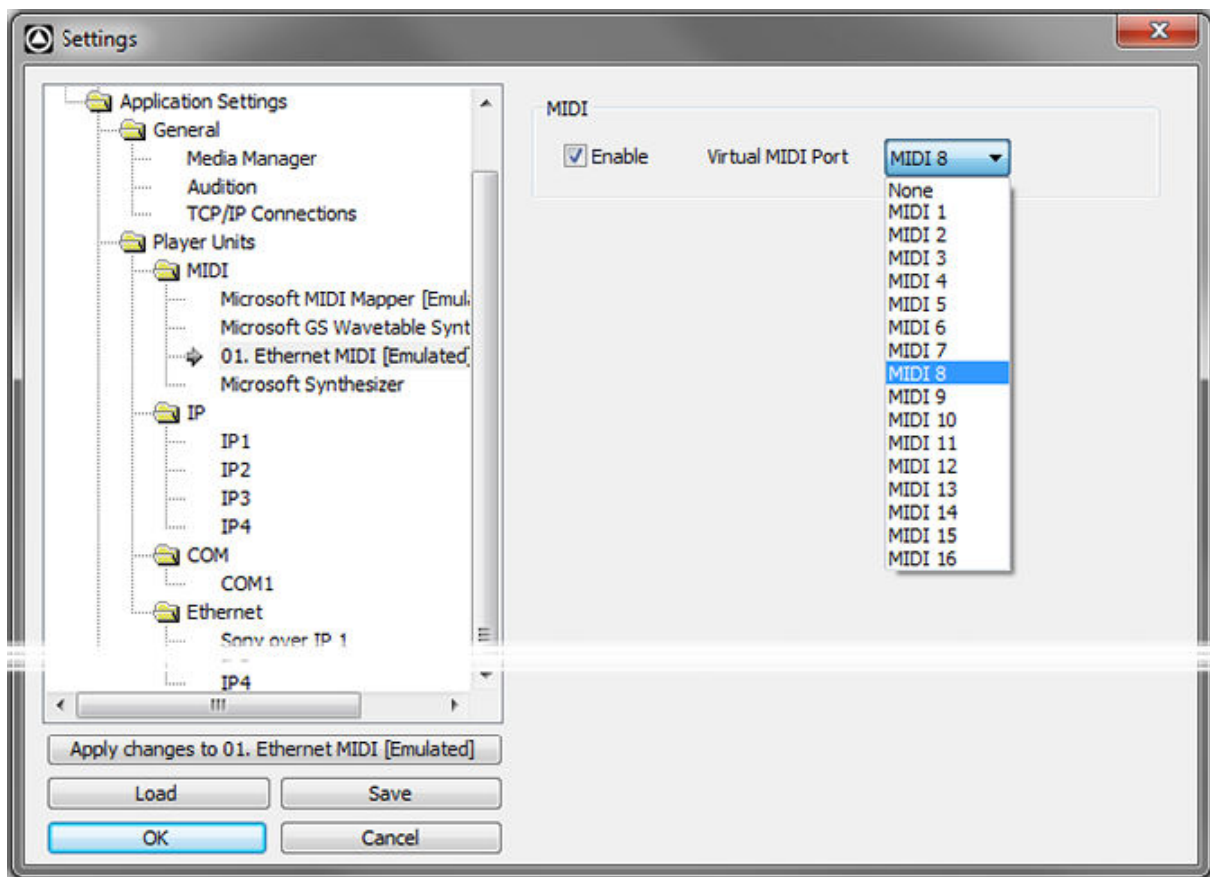 Settings
Application Settings
General
Media Manager
Audition
TCP/IP Connections
Player Units
MIDI
Microsoft MIDI Mapper [Emul
Microsoft GS Wavetable Synt
01. Ethernet MIDI [Emulated]
Microsoft Synthesizer
IP
IP1
IP2
IP3
IP4
COM
COM1
Ethernet
Sony over IP 1
IP4
Apply changes to 01. Ethernet MIDI [Emulated]
Load Save
OK Cancel
MIDI
Enable Virtual MIDI Port MIDI 8
None
MIDI 1
MIDI 2
MIDI 3
MIDI 4
MIDI 5
MIDI 6
MIDI 7
MIDI 8
MIDI 9
MIDI 10
MIDI 11
MIDI 12
MIDI 13
MIDI 14
MIDI 15
MIDI 16